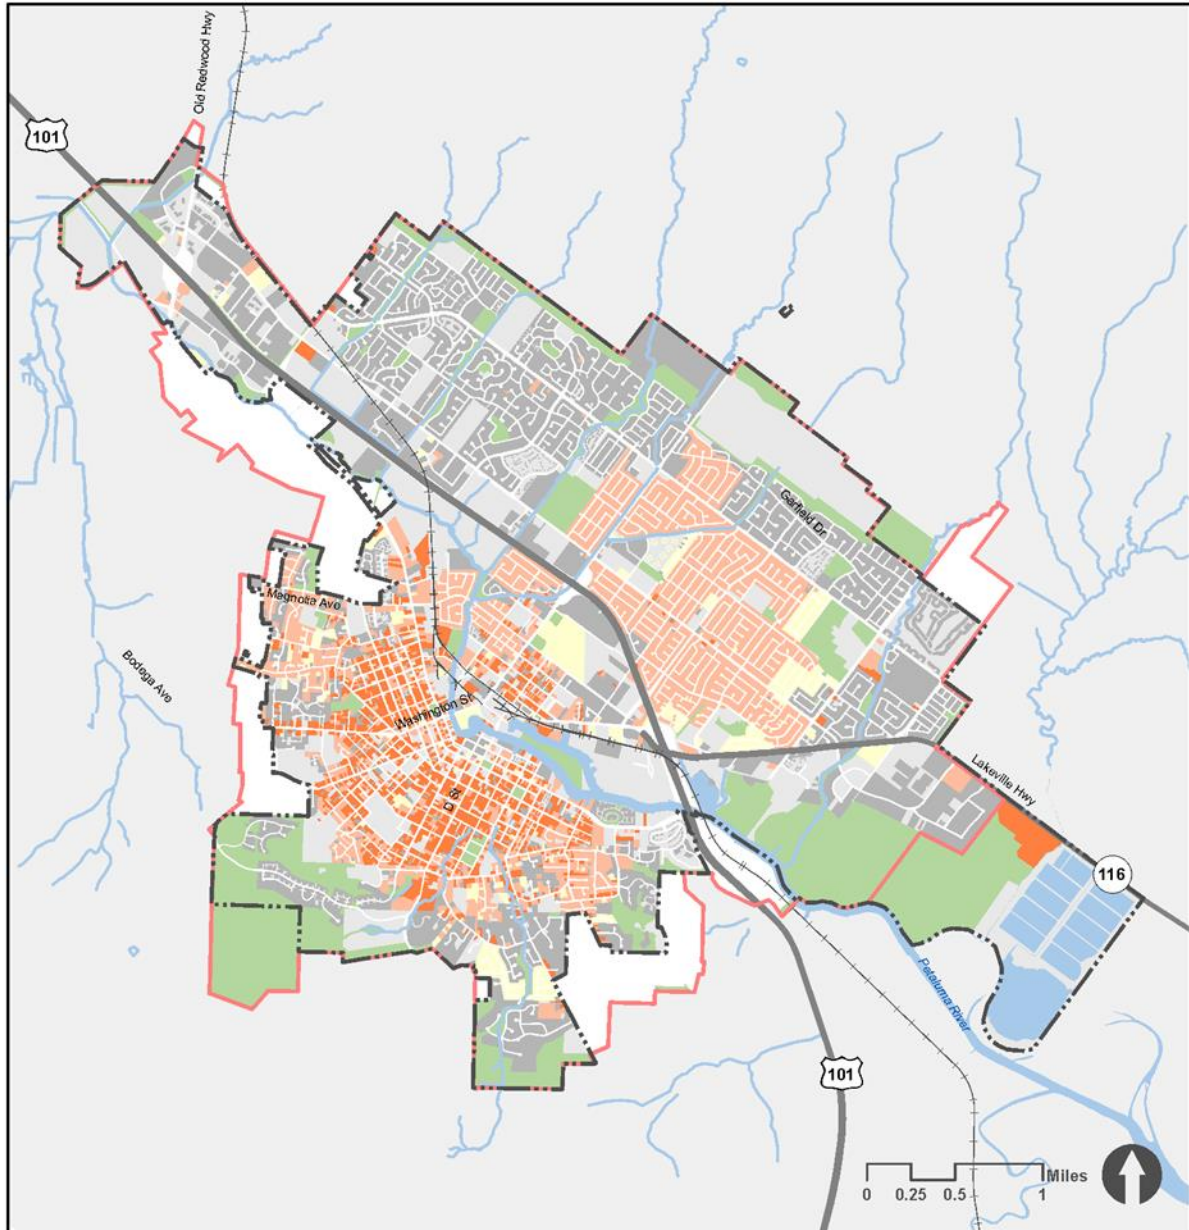 Old Redwood Hwy
101
Garfield Dr
Magnolia Ave
Bodega Ave
Washington St
D St
Lakeville Hwy
116
Petaluma River
101
Miles
0 0.25 0.5 1